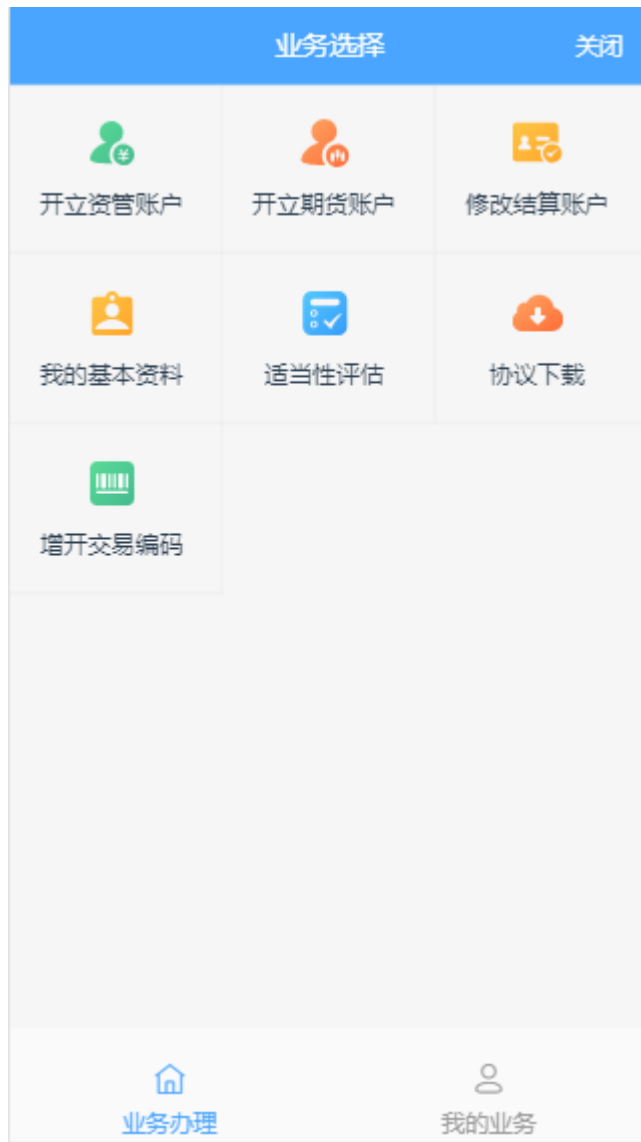 业务选择
关闭
开立资管账户
开立期货账户
修改结算账户
我的基本资料
适当性评估
协议下载
增开交易编码
业务办理
我的业务